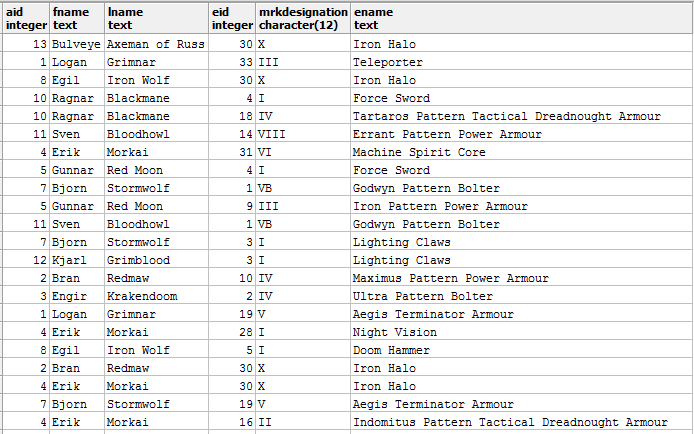 aid fname lname eid mrkdesignation ename
integer text text integer character(12) text
13 Bulveye Axeman of Russ 30 X Iron Halo
1 Logan Grimnar 33 III Teleporter
8 Egil Iron Wolf 30 X Iron Halo
10 Ragnar Blackmane 4 I Force Sword
10 Ragnar Blackmane 18 IV Tartaros Pattern Tactical Dreadnought Armour
11 Sven Bloodhowl 14 VIII Errant Pattern Power Armour
4 Erik Morkai 31 VI Machine Spirit Core
5 Gunnar Red Moon 4 I Force Sword
7 Bjorn Stormwolf 1 VB Godwyn Pattern Bolter
5 Gunnar Red Moon 9 III Iron Pattern Power Armour
11 Sven Bloodhowl 1 VB Godwyn Pattern Bolter
7 Bjorn Stormwolf 3 I Lighting Claws
12 Kjarl Grimblood 3 I Lighting Claws
2 Bran Redmaw 10 IV Maximus Pattern Power Armour
3 Engir Krakendoom 2 IV Ultra Pattern Bolter
1 Logan Grimnar 19 V Aegis Terminator Armour
4 Erik Morkai 28 I Night Vision
8 Egil Iron Wolf 5 I Doom Hammer
2 Bran Redmaw 30 X Iron Halo
4 Erik Morkai 30 X Iron Halo
7 Bjorn Stormwolf 19 V Aegis Terminator Armour
4 Erik Morkai 16 II Indomitus Pattern Tactical Dreadnought Armour